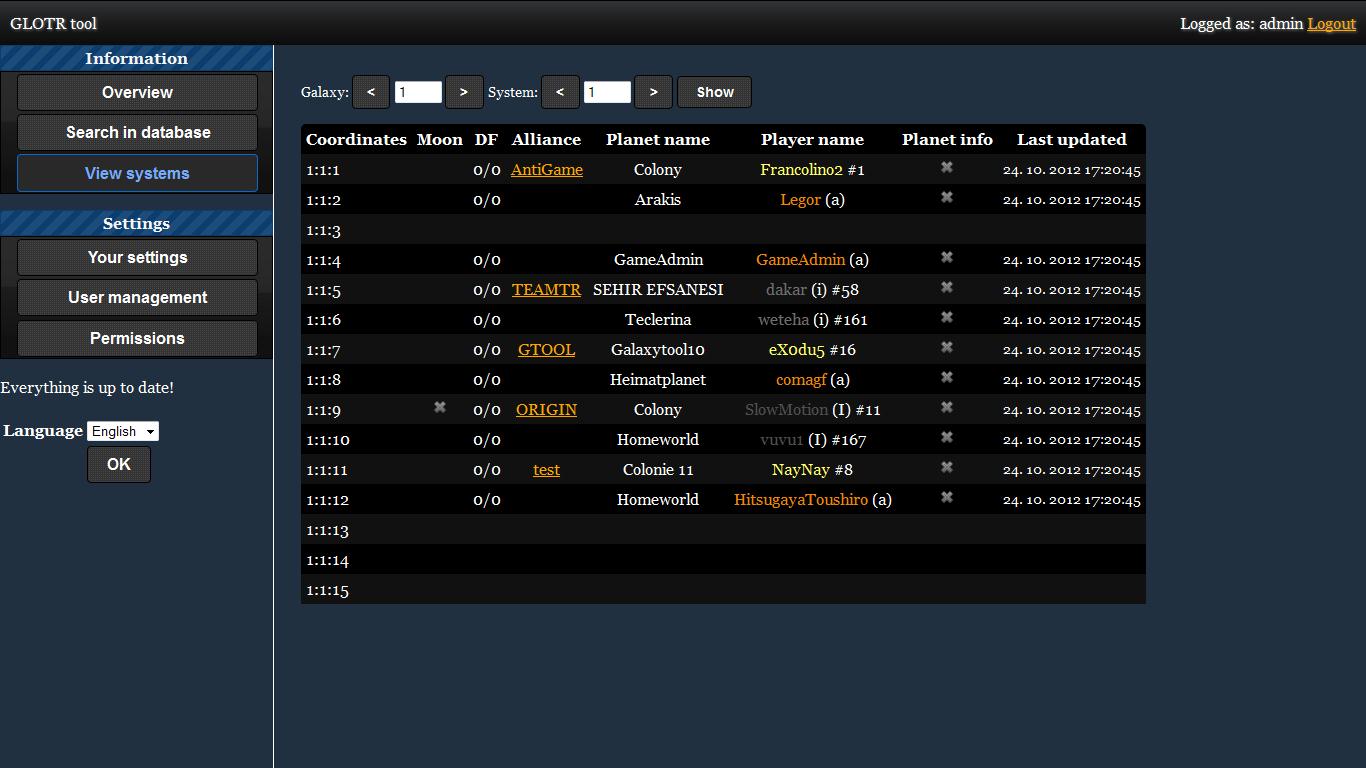 GLOTR tool
Logged as: admin Logout
Information
Overview
Search in database
View systems
Settings
Your settings
User management
Permissions
Everything is up to date!
Language English
OK
Galaxy: < 1 > System: < 1 > Show
Coordinates Moon DF Alliance Planet name Player name Planet info Last updated
1:1:1 0/0 AntiGame Colony Francolino2 #1 24. 10. 2012 17:20:45
1:1:2 0/0 Arakis Legor (a) 24. 10. 2012 17:20:45
1:1:3
1:1:4 0/0 GameAdmin GameAdmin (a) 24. 10. 2012 17:20:45
1:1:5 0/0 TEAMTR SEHIR EFSANESI dakar (i) #58 24. 10. 2012 17:20:45
1:1:6 0/0 Teclerina weteha (i) #161 24. 10. 2012 17:20:45
1:1:7 0/0 GTOOL Galaxytool10 eX0du5 #16 24. 10. 2012 17:20:45
1:1:8 0/0 Heimatplanet comagf (a) 24. 10. 2012 17:20:45
1:1:9 0/0 ORIGIN Colony SlowMotion (I) #11 24. 10. 2012 17:20:45
1:1:10 0/0 Homeworld vuvu1 (I) #167 24. 10. 2012 17:20:45
1:1:11 0/0 test Colonie 11 NayNay #8 24. 10. 2012 17:20:45
1:1:12 0/0 Homeworld HitsugayaToushiro (a) 24. 10. 2012 17:20:45
1:1:13
1:1:14
1:1:15